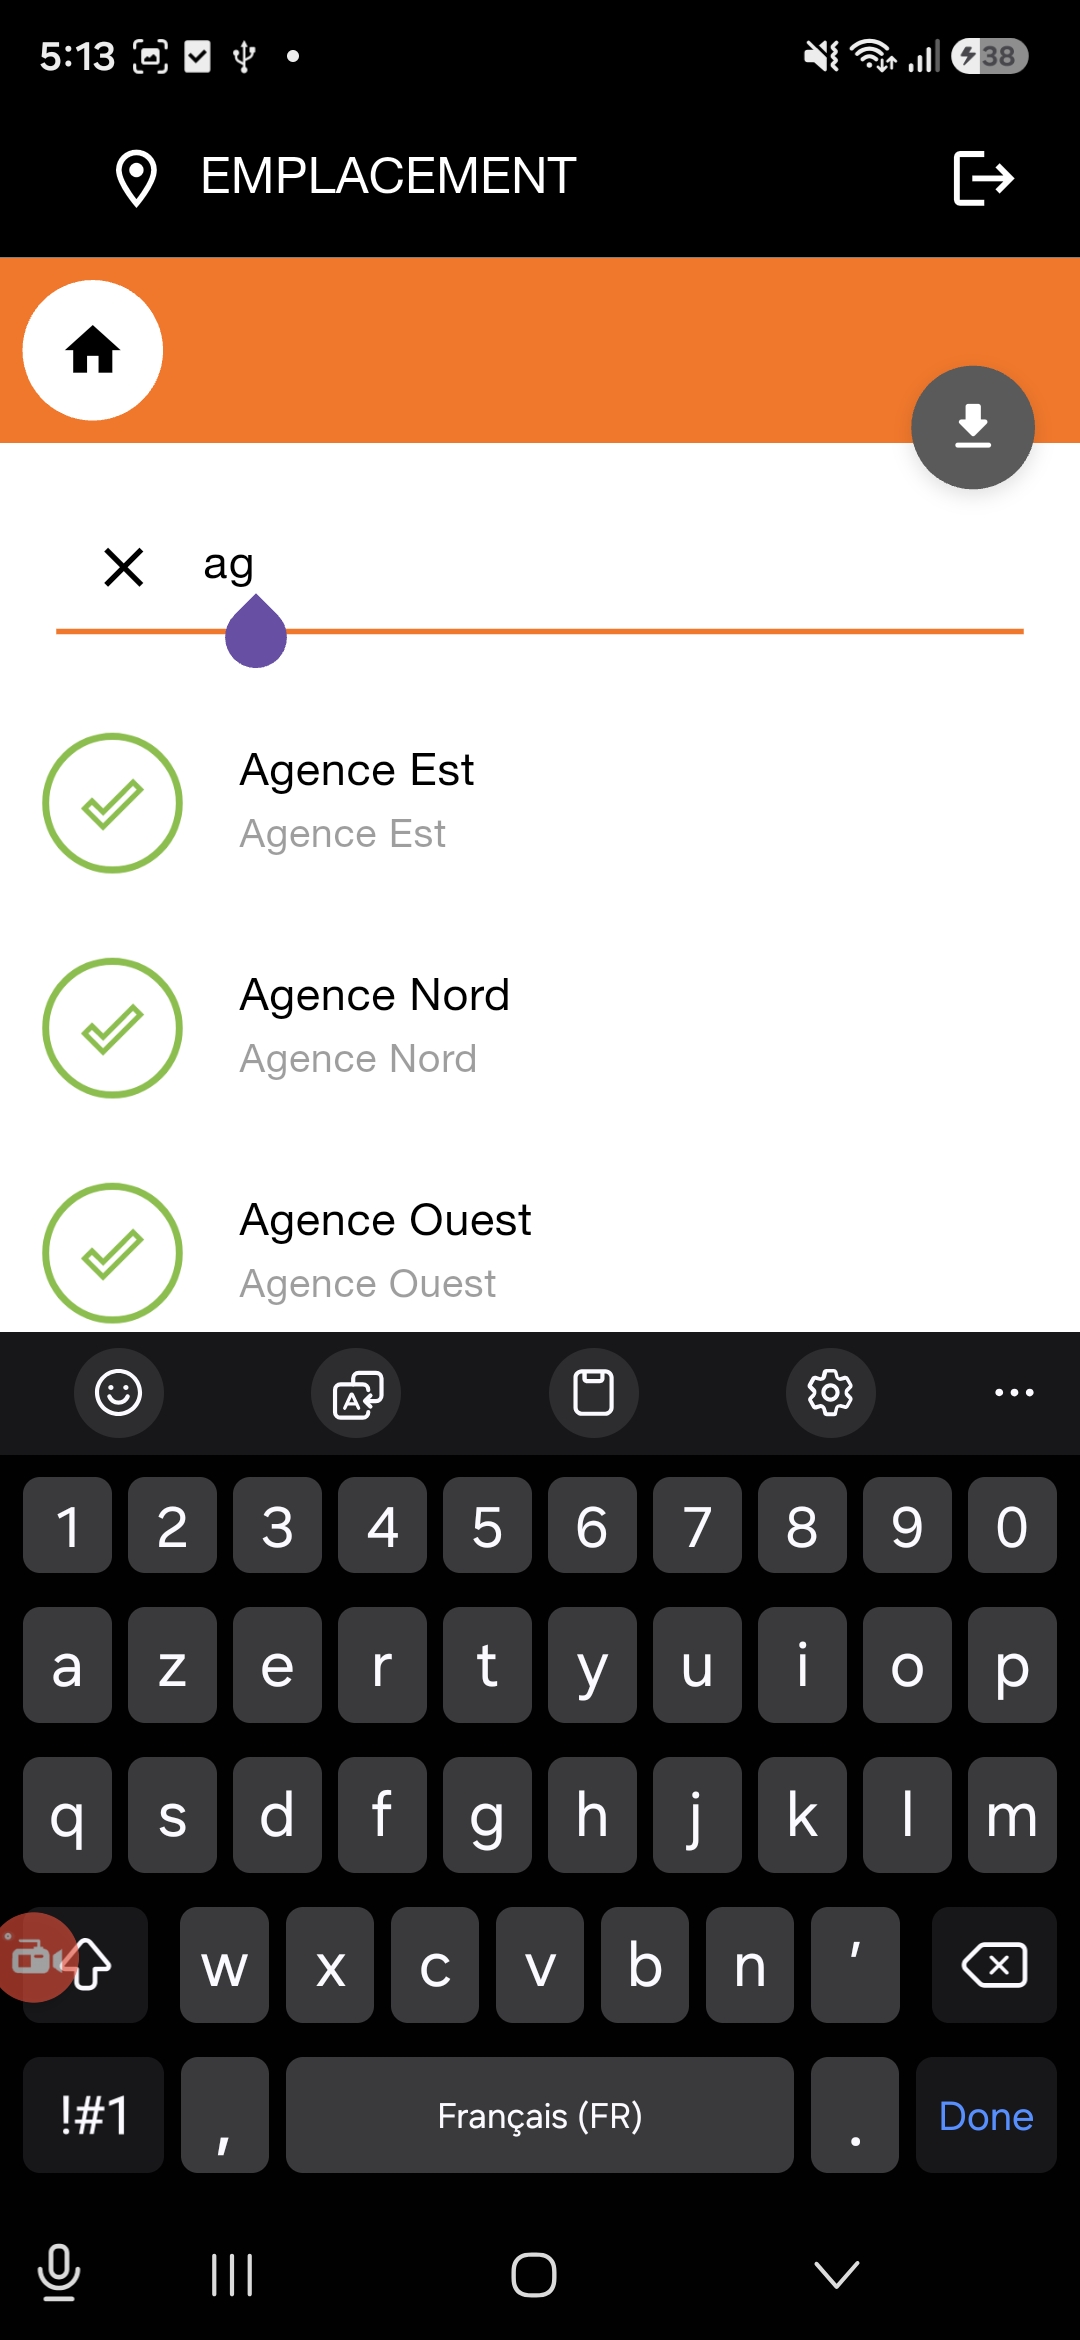 5:13
38
EMPLACEMENT
ag
Agence Est
Agence Est
Agence Nord
Agence Nord
Agence Ouest
Agence Ouest
1 2 3 4 5 6 7 8 9 0
a z e r t y u i o p
q s d f g h j k l m
w x c v b n '
!#1 , Français (FR) . Done